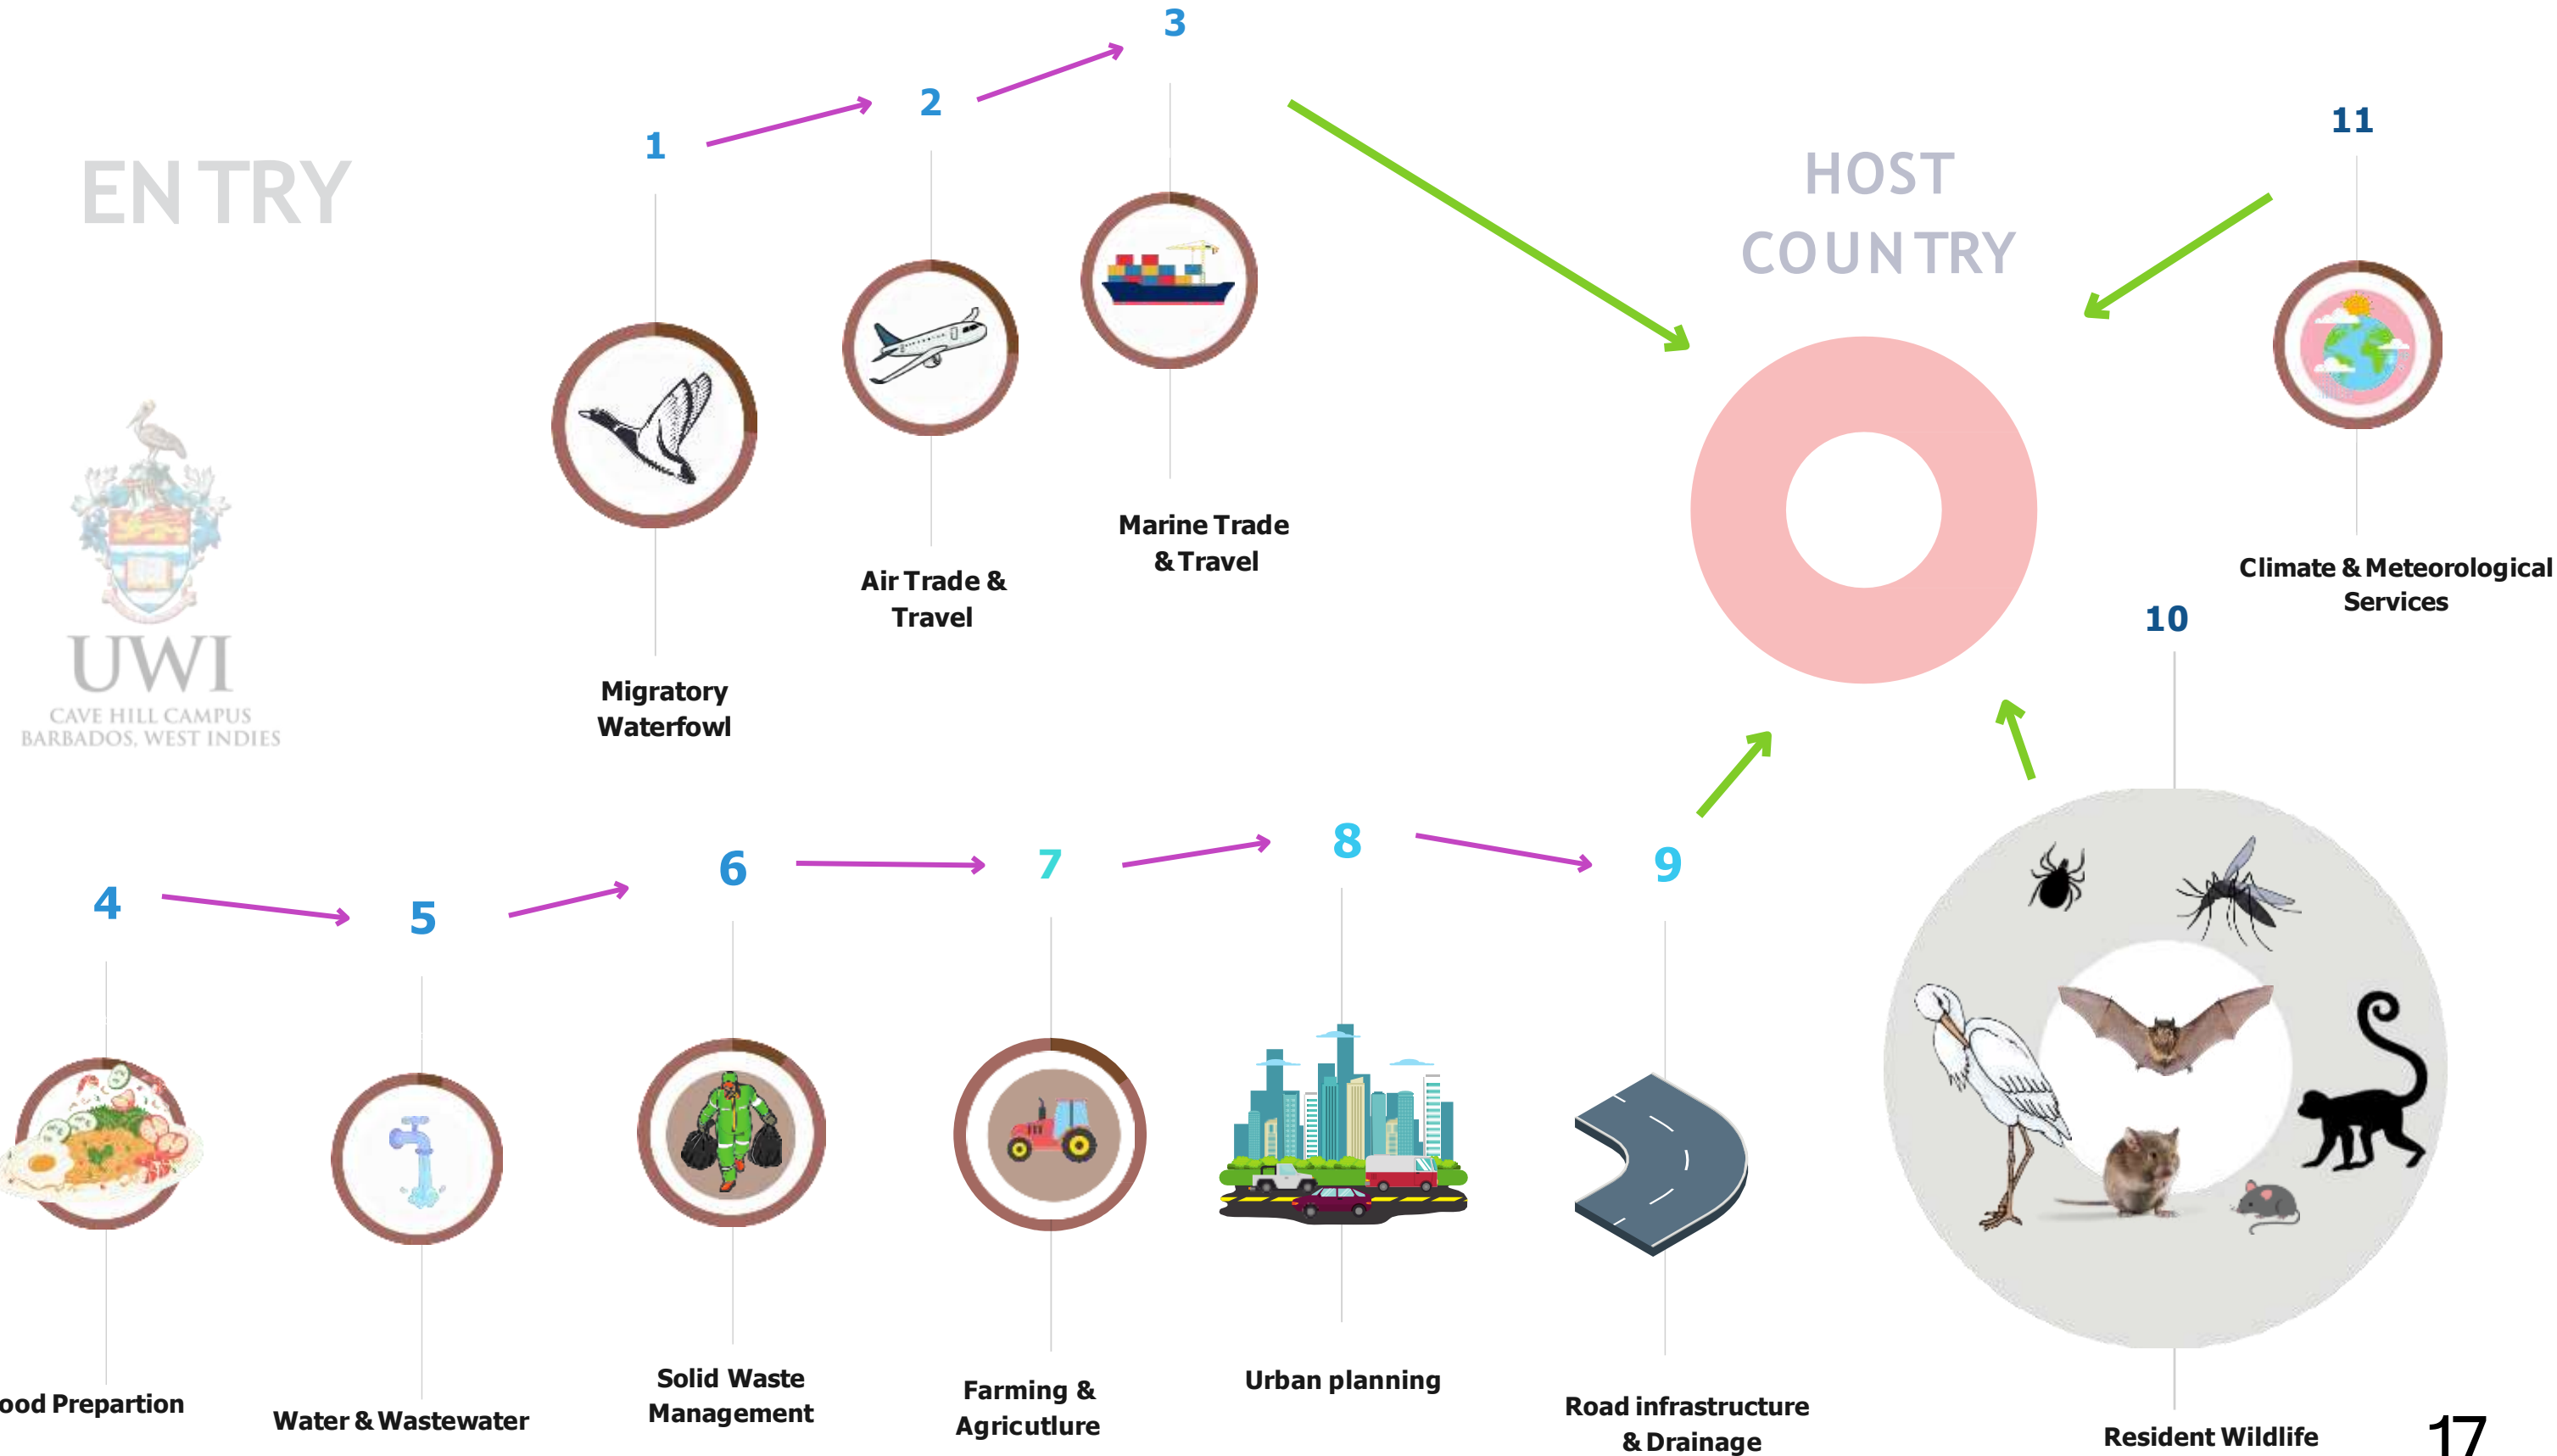 ENTRY
1
2
3
HOST
COUNTRY
11
Migratory
Waterfowl
Air Trade &
Travel
Marine Trade
& Travel
Climate & Meteorological
Services
UWI
CAVE HILL CAMPUS
BARBADOS, WEST INDIES
4
5
6
7
8
9
10
ood Prepartion
Water & Wastewater
Solid Waste
Management
Farming &
Agricutlure
Urban planning
Road infrastructure
& Drainage
Resident Wildlife
17